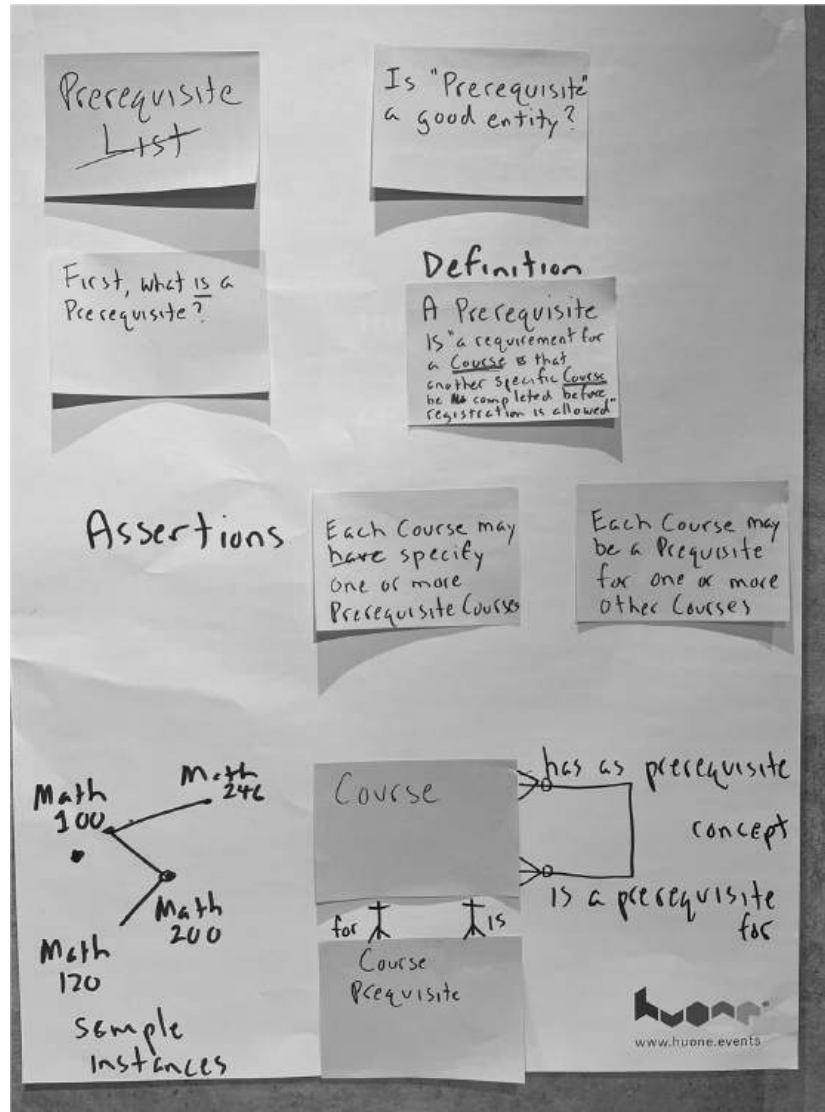 Prerequisite
List
Is "Prerequisite"
a good entity?
First, what is a
Prerequisite?
Definition
A Prerequisite
is "a requirement for
a Course is that
another specific Course
be completed before
registration is allowed"
Assertions
Each Course may
have specify
one or more
Prerequisite Courses
Each Course may
be a Prequisite
for one or more
other Courses
Math
100
Math
246
Math
200
Math
120
Sample
instances
Course
has as prerequisite
concept
is a prerequisite
for
for
is
Course
Prequisite
huone
www.huone.events